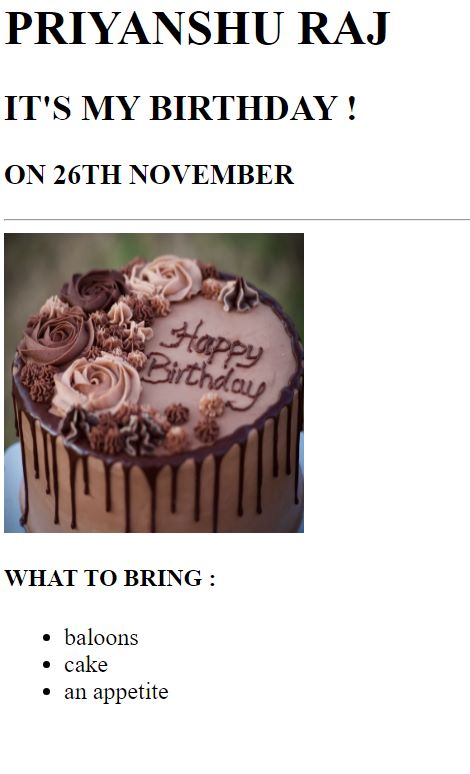 PRIYANSHU RAJ
IT'S MY BIRTHDAY !
ON 26TH NOVEMBER
Happy
Birthday
WHAT TO BRING :
baloons
cake
an appetite